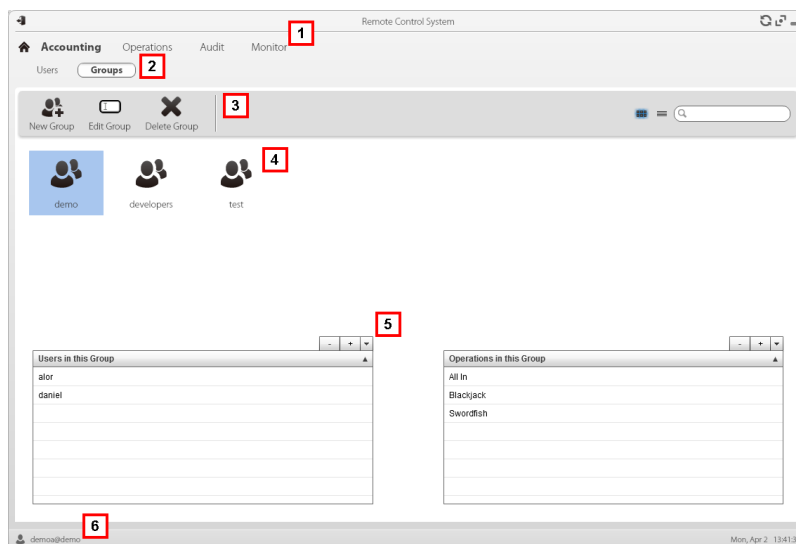 Remote Control System
1
Accounting Operations Audit Monitor
2
Users Groups
3
New Group Edit Group Delete Group
4
demo developers test
5
- + - +
Users in this Group Operations in this Group
alor All In
daniel Blackjack
Swordfish
6
demoa@demo Mon, Apr 2 13:41:3